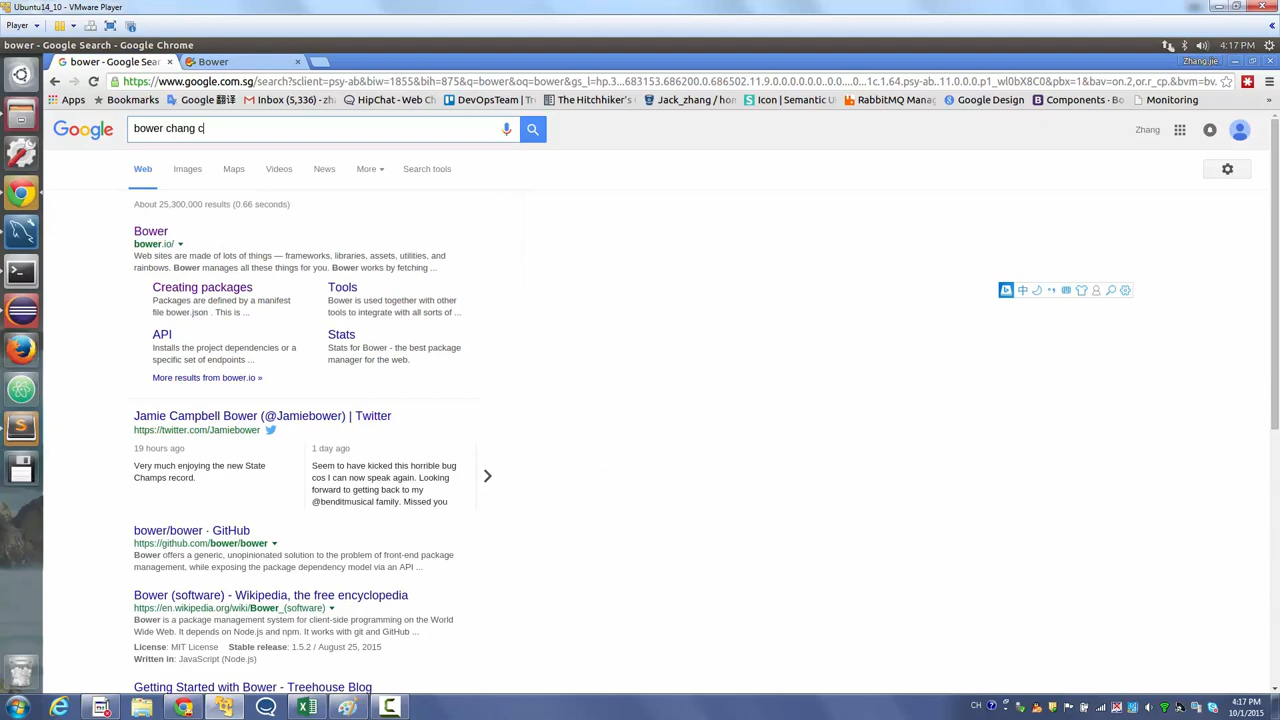 Ubuntu14_10 - VMware Player
Player
bower - Google Search - Google Chrome
4:17 PM
bower - Google Sear
Bower
Zhang jie
https://www.google.com.sg/search?sclient=psy-ab&biw=1855&bih=875&q=bower&oq=bower&gs_l=hp.3...683153.686200.0.686502.11.9.0.0.0.0.0.0.0..0.0....0...1c.1.64.psy-ab..11.0.0.0.p1_wl0bX8C0&pbx=1&bav=on.2,or.r_cp.&bvm=bv.
Apps
Bookmarks
Google 翻译
Inbox (5,336) - zh
HipChat - Web C
DevOpsTeam | Tr
The Hitchhiker's
Jack_zhang / ho
Icon | Semantic U
RabbitMQ Mana
Google Design
Components · Bo
Monitoring
Google
bower chang c
Zhang
Web
Images
Maps
Videos
News
More
Search tools
About 25,300,000 results (0.66 seconds)
Bower
bower.io/
Web sites are made of lots of things — frameworks, libraries, assets, utilities, and
rainbows. Bower manages all these things for you. Bower works by fetching ...
Creating packages
Packages are defined by a manifest
file bower.json . This is ...
Tools
Bower is used together with other
tools to integrate with all sorts of ...
API
Installs the project dependencies or a
specific set of endpoints ...
Stats
Stats for Bower - the best package
manager for the web.
More results from bower.io »
中
Jamie Campbell Bower (@Jamiebower) | Twitter
https://twitter.com/Jamiebower
19 hours ago
Very much enjoying the new State
Champs record.
1 day ago
Seem to have kicked this horrible bug
cos I can now speak again. Looking
forward to getting back to my
@benditmusical family. Missed you
bower/bower · GitHub
https://github.com/bower/bower
Bower offers a generic, unopinionated solution to the problem of front-end package
management, while exposing the package dependency model via an API ...
Bower (software) - Wikipedia, the free encyclopedia
https://en.wikipedia.org/wiki/Bower_(software)
Bower is a package management system for client-side programming on the World
Wide Web. It depends on Node.js and npm. It works with git and GitHub ...
License: MIT License Stable release: 1.5.2 / August 25, 2015
Written in: JavaScript (Node.js)
Getting Started with Bower - Treehouse Blog
CH
4:17 PM
10/1/2015